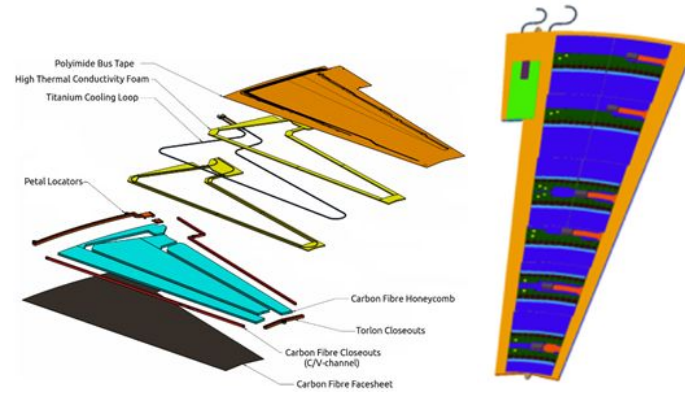 Polyimide Bus Tape
High Thermal Conductivity Foam
Titanium Cooling Loop
Petal Locators
Carbon Fibre Honeycomb
Torlon Closeouts
Carbon Fibre Closeouts
(C/V-channel)
Carbon Fibre Facesheet